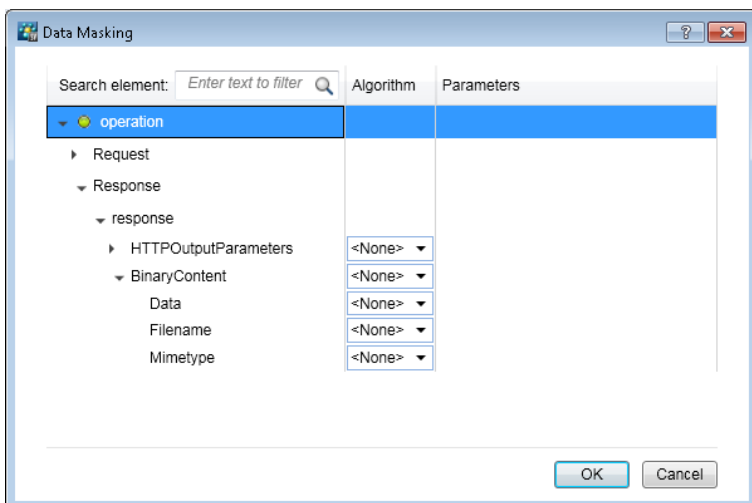 Data Masking
?
Search element: Enter text to filter Algorithm Parameters
operation
Request
Response
response
HTTPOutputParameters <None>
BinaryContent <None>
Data <None>
Filename <None>
Mimetype <None>
OK Cancel